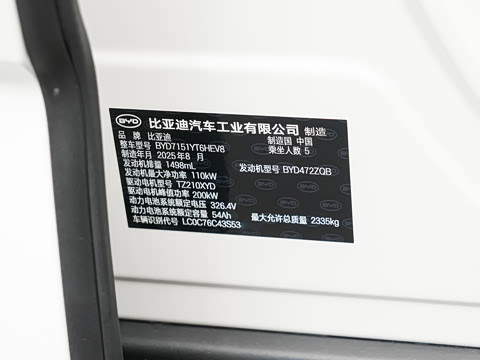 BYD 比亚迪汽车工业有限公司 制造
品 牌 比亚迪 制造国 中国
整车型号 BYD7151YT6HEV8 乘坐人数 5
制造年月 2025年8月
发动机排量 1498mL 发动机型号 BYD472ZQB
发动机最大净功率 110kW
驱动电机型号 TZ210XYD
驱动电机峰值功率 200kW
动力电池系统额定电压 326.4V
动力电池系统额定容量 54Ah 最大允许总质量 2335kg
车辆识别代号 LC0C76C43S53